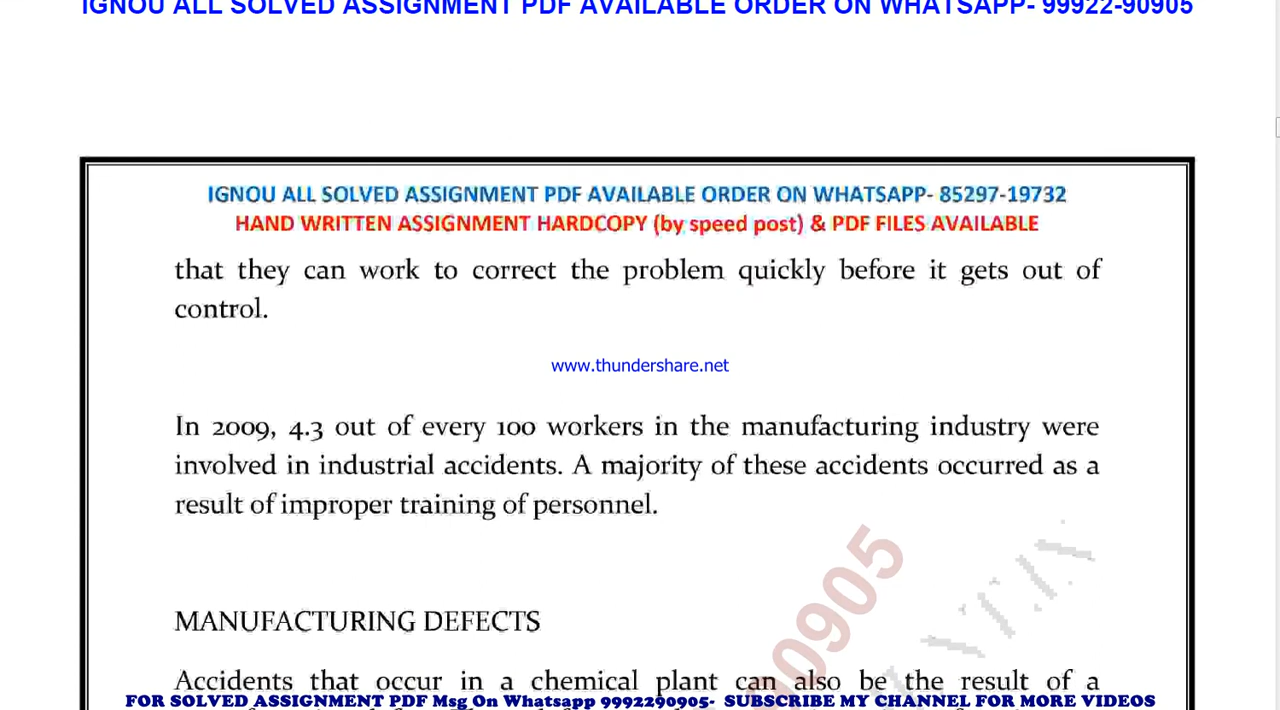 IGNOU ALL SOLVED ASSIGNMENT PDF AVAILABLE ORDER ON WHATSAPP- 99922-90905
IGNOU ALL SOLVED ASSIGNMENT PDF AVAILABLE ORDER ON WHATSAPP- 85297-19732
HAND WRITTEN ASSIGNMENT HARDCOPY (by speed post) & PDF FILES AVAILABLE
that they can work to correct the problem quickly before it gets out of
control.
www.thundershare.net
In 2009, 4.3 out of every 100 workers in the manufacturing industry were
involved in industrial accidents. A majority of these accidents occurred as a
result of improper training of personnel.
MANUFACTURING DEFECTS
Accidents that occur in a chemical plant can also be the result of a
FOR SOLVED ASSIGNMENT PDF Msg On Whatsapp 9992290905- SUBSCRIBE MY CHANNEL FOR MORE VIDEOS